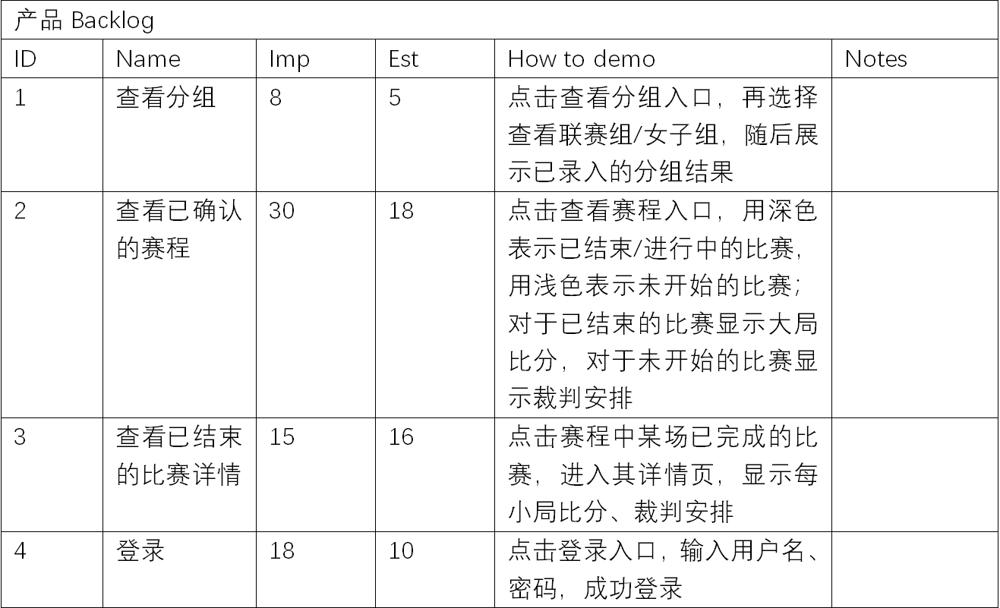 产品 Backlog
ID Name Imp Est How to demo Notes
1 查看分组 8 5 点击查看分组入口，再选择
查看联赛组/女子组，随后展
示已录入的分组结果
2 查看已确认 30 18 点击查看赛程入口，用深色
的赛程 表示已结束/进行中的比赛，
用浅色表示未开始的比赛；
对于已结束的比赛显示大局
比分，对于未开始的比赛显
示裁判安排
3 查看已结束 15 16 点击赛程中某场已完成的比
的比赛详情 赛，进入其详情页，显示每
小局比分、裁判安排
4 登录 18 10 点击登录入口，输入用户名、
密码，成功登录